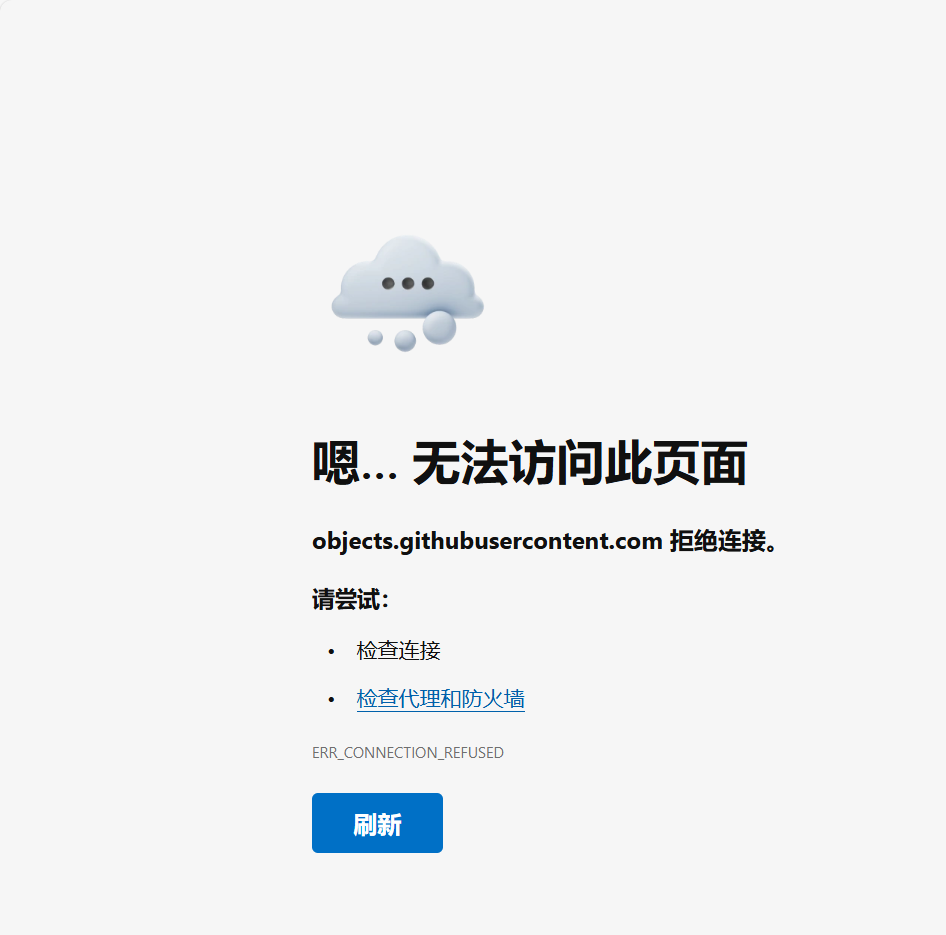 嗯… 无法访问此页面
objects.githubusercontent.com 拒绝连接。
请尝试：
• 检查连接
• 检查代理和防火墙
ERR_CONNECTION_REFUSED
刷新